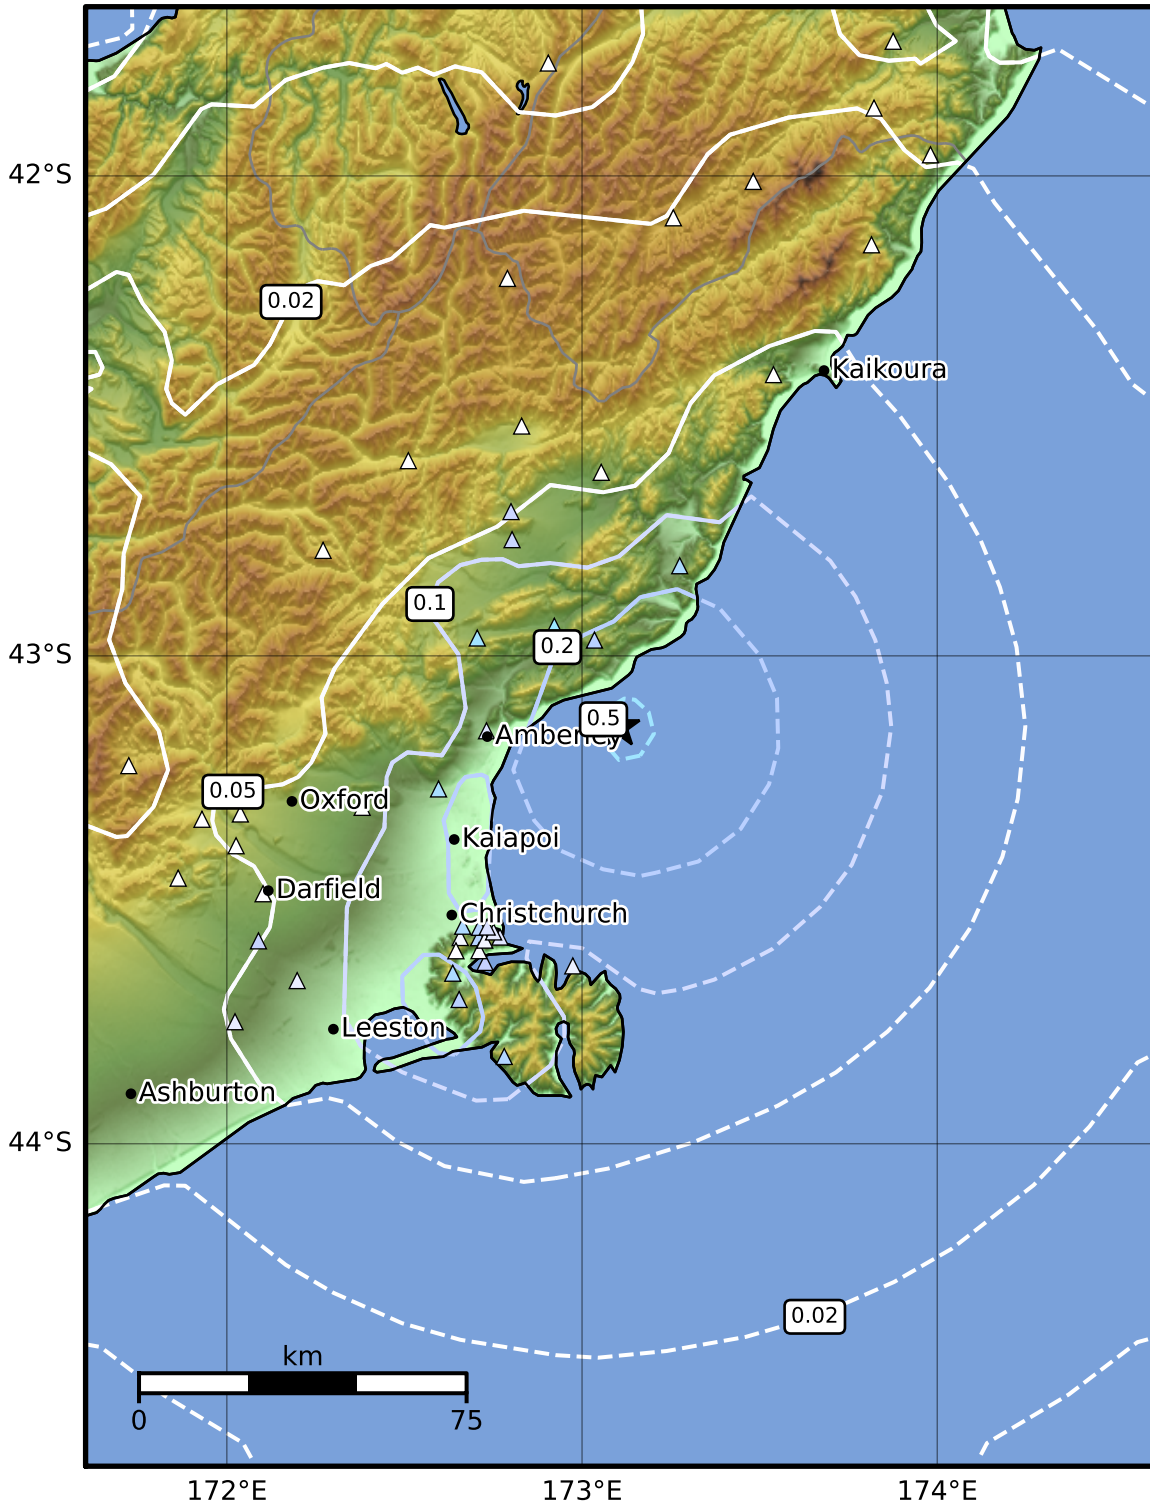 42°S
0.02
Kaikoura
0.1
0.2
43°S
0.5
Amberley
0.05
Oxford
Kaiapoi
Darfield
Christchurch
Leeston
Ashburton
44°S
0.02
km
0
75
172°E
173°E
174°E